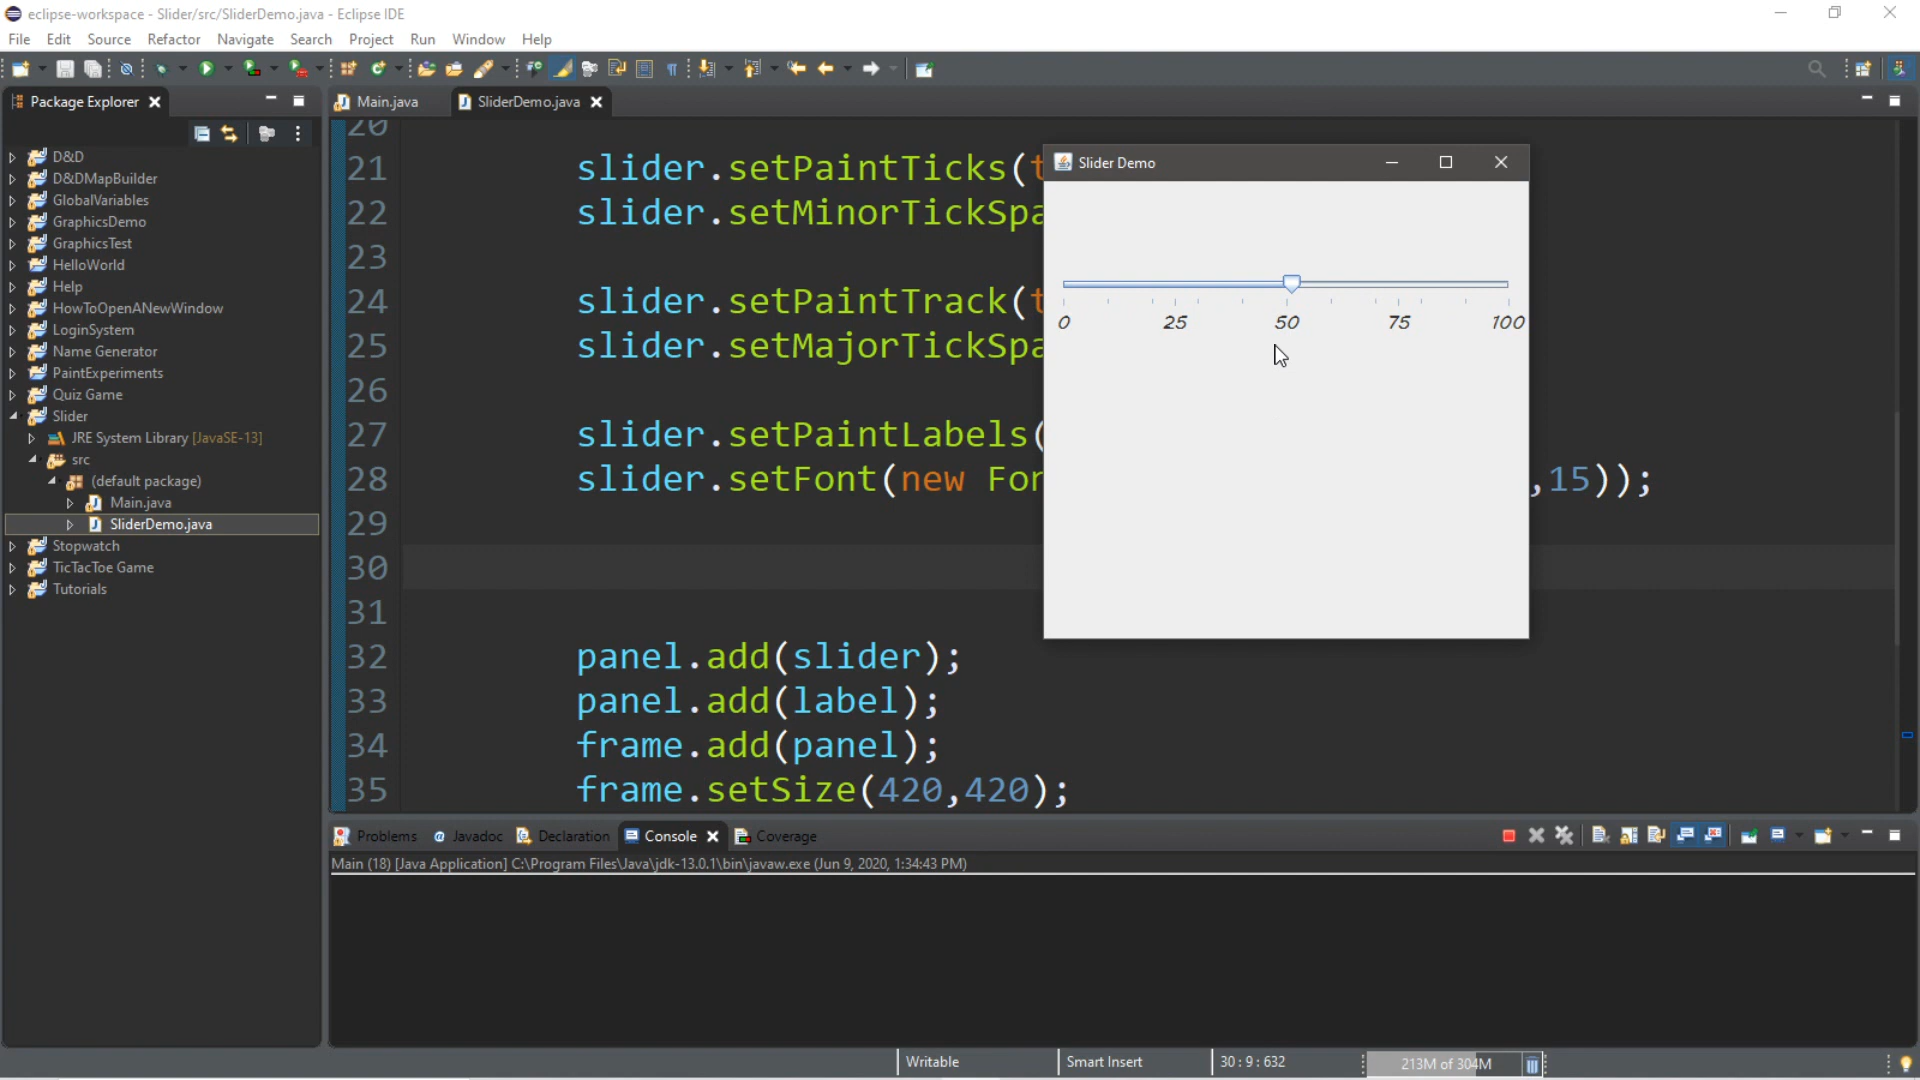 eclipse-workspace - Slider/src/SliderDemo.java - Eclipse IDE
File Edit Source Refactor Navigate Search Project Run Window Help
Package Explorer
D&D
D&DMapBuilder
GlobalVariables
GraphicsDemo
GraphicsTest
HelloWorld
Help
HowToOpenANewWindow
LoginSystem
Name Generator
PaintExperiments
Quiz Game
Slider
JRE System Library [JavaSE-13]
src
(default package)
Main.java
SliderDemo.java
Stopwatch
TicTacToe Game
Tutorials
Main.java SliderDemo.java
20
21 slider.setPaintTicks(t
22 slider.setMinorTickSpa
23
24 slider.setPaintTrack(t
25 slider.setMajorTickSpa
26
27 slider.setPaintLabels(
28 slider.setFont(new For ,15));
29
30
31
32 panel.add(slider);
33 panel.add(label);
34 frame.add(panel);
35 frame.setSize(420,420);
Slider Demo
0 25 50 75 100
Problems Javadoc Declaration Console Coverage
Main (18) [Java Application] C:\Program Files\Java\jdk-13.0.1\bin\javaw.exe (Jun 9, 2020, 1:34:43 PM)
Writable Smart Insert 30 : 9 : 632 213M of 304M